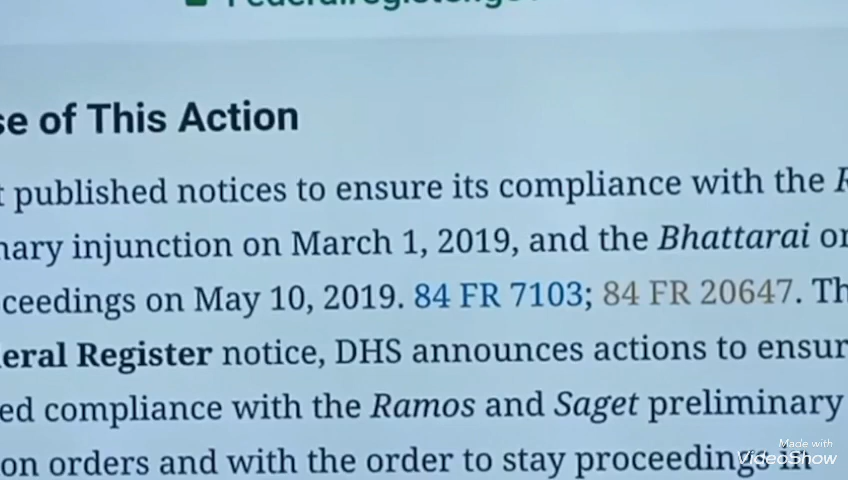 se of This Action
t published notices to ensure its compliance with the R
nary injunction on March 1, 2019, and the Bhattarai or
ceedings on May 10, 2019. 84 FR 7103; 84 FR 20647. Th
eral Register notice, DHS announces actions to ensur
ed compliance with the Ramos and Saget preliminary
on orders and with the order to stay proceedings in
Made with
VideoShow